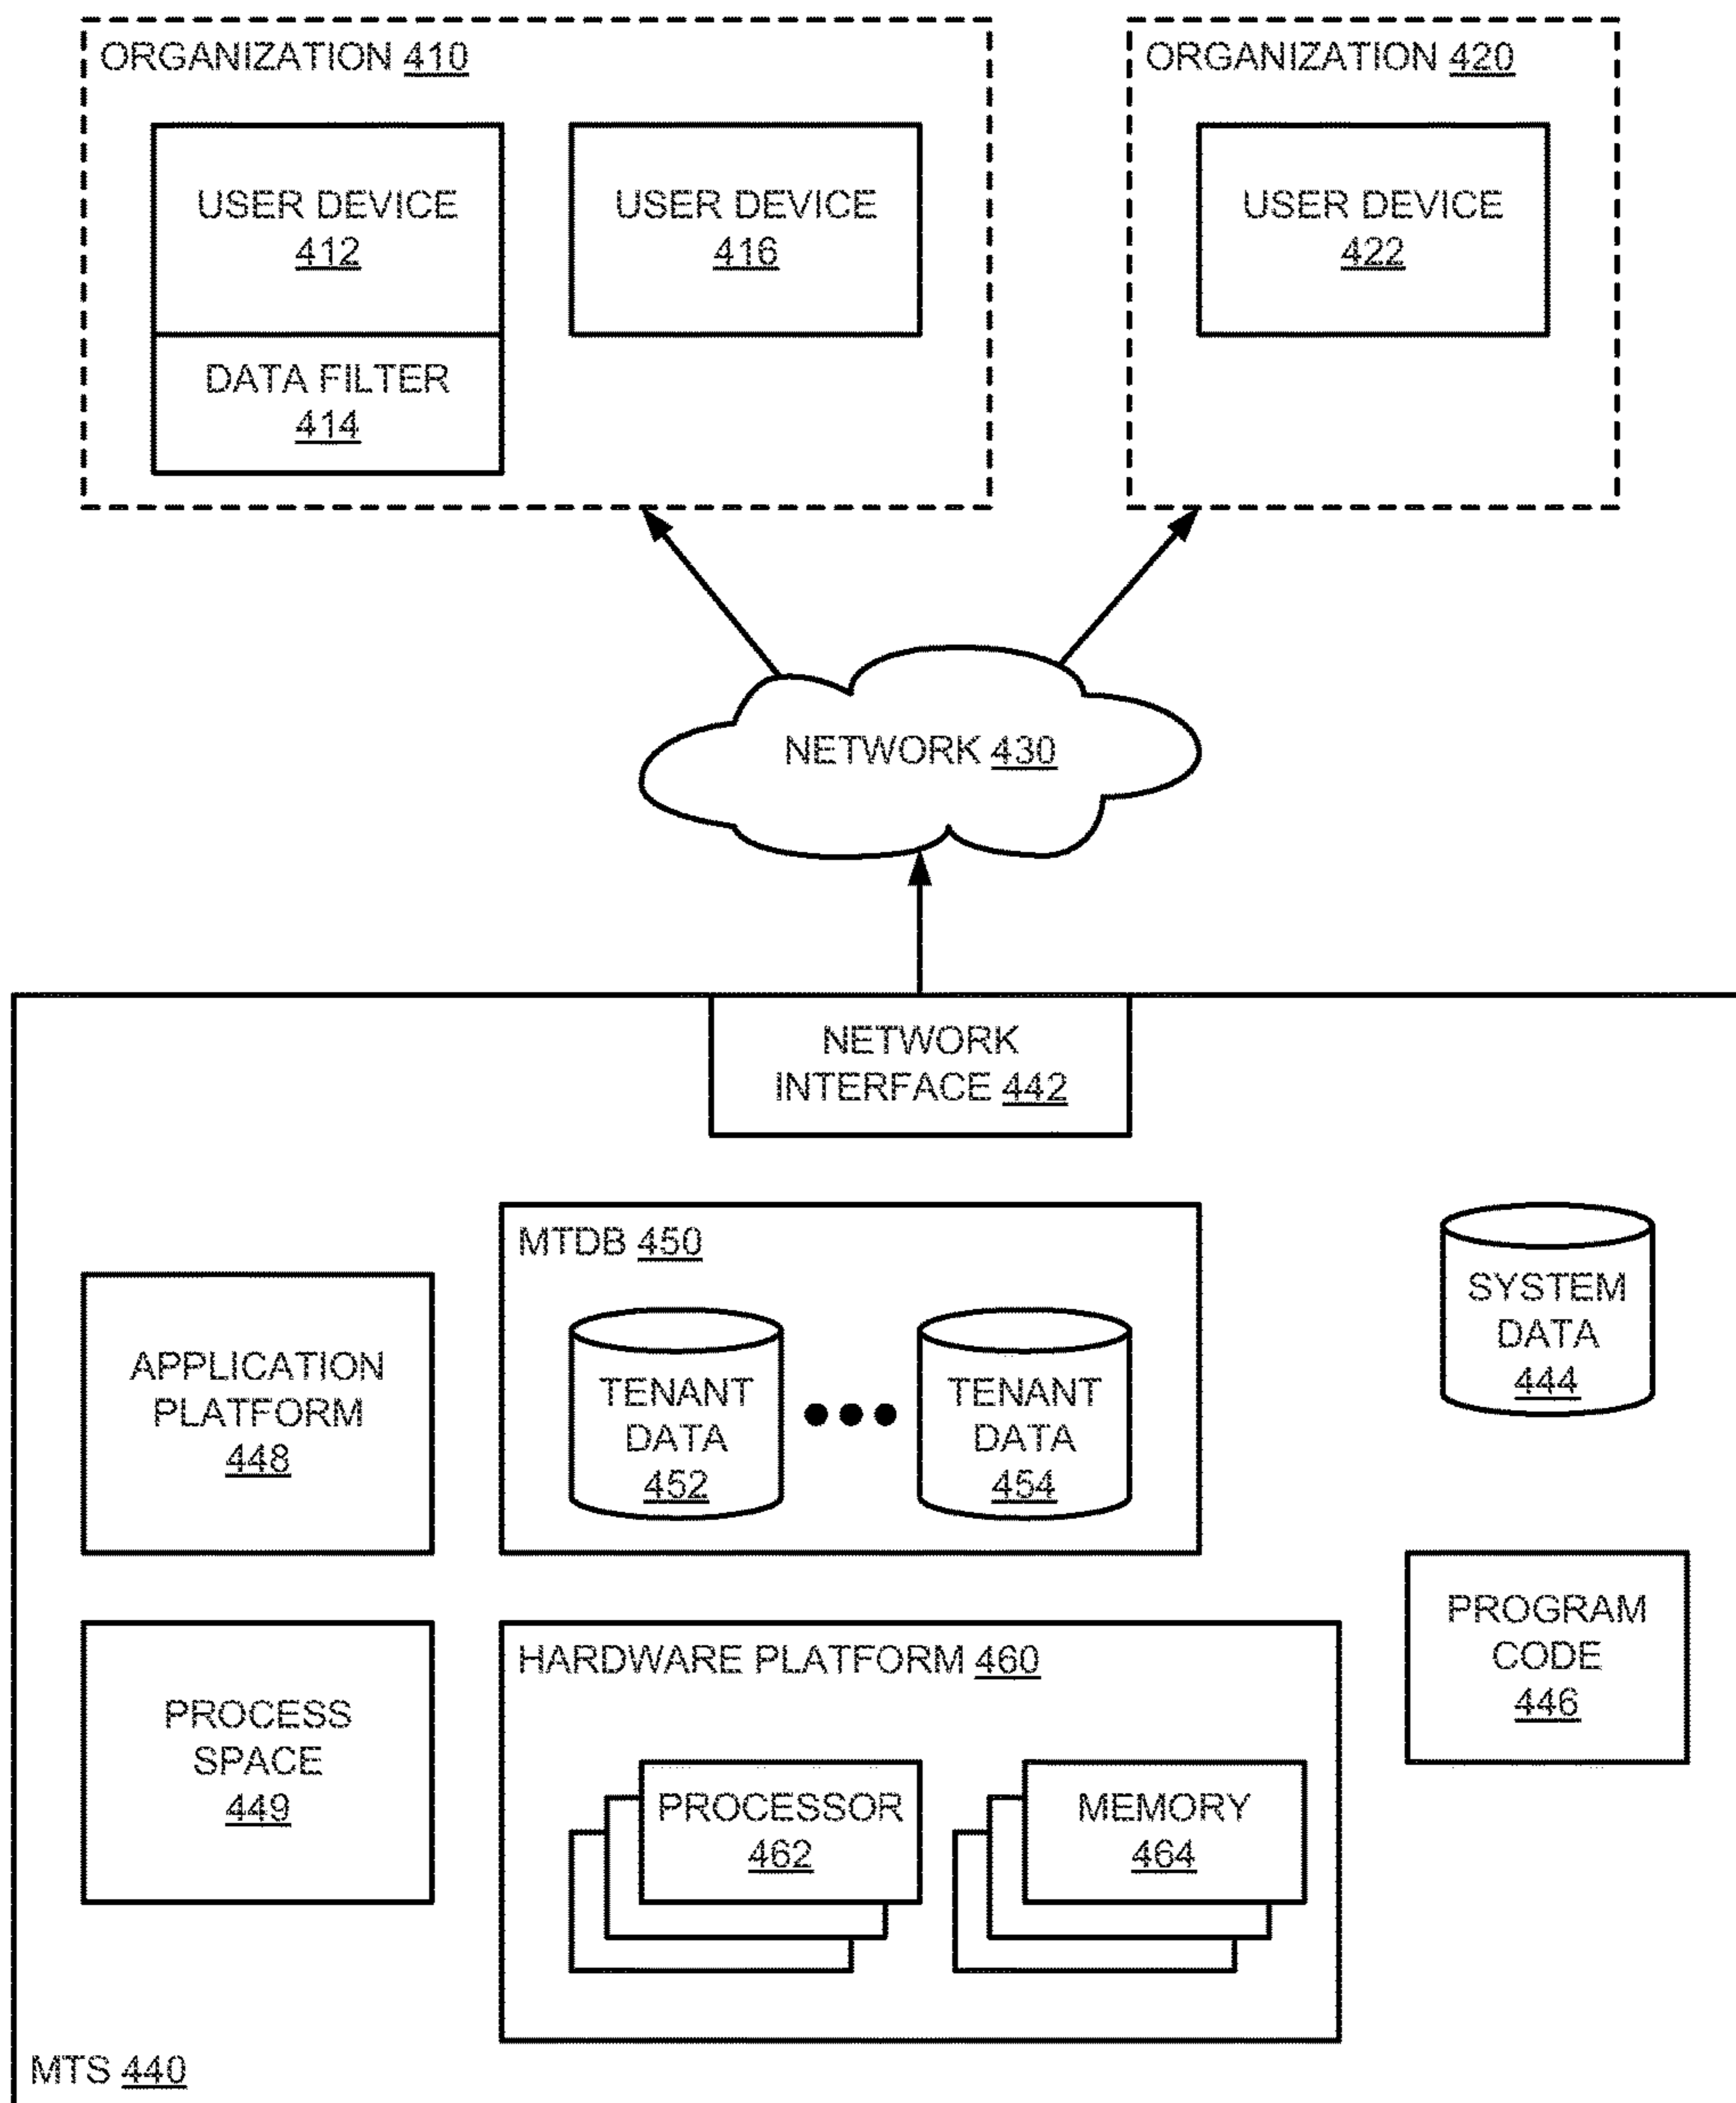 ORGANIZATION 410
USER DEVICE
412
DATA FILTER
414
USER DEVICE
416
ORGANIZATION 420
USER DEVICE
422
NETWORK 430
NETWORK
INTERFACE 442
MTDB 450
TENANT
DATA
452
TENANT
DATA
454
SYSTEM
DATA
444
APPLICATION
PLATFORM
448
PROCESS
SPACE
449
HARDWARE PLATFORM 460
PROCESSOR
462
MEMORY
464
PROGRAM
CODE
446
MTS 440